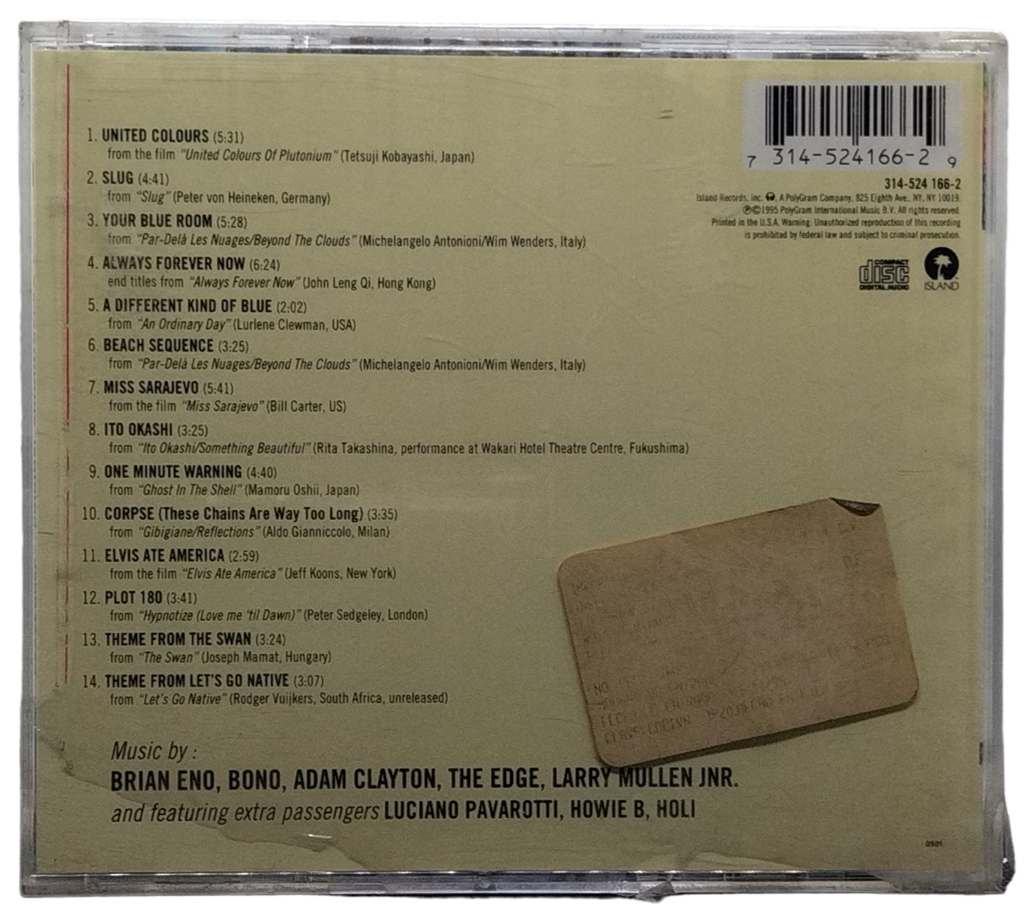 1. UNITED COLOURS (5:31)
from the film "United Colours Of Plutonium" (Tetsuji Kobayashi, Japan)
2. SLUG (4:41)
from "Slug" (Peter von Heineken, Germany)
3. YOUR BLUE ROOM (5:28)
from "Par-Delà Les Nuages/Beyond The Clouds" (Michelangelo Antonioni/Wim Wenders, Italy)
4. ALWAYS FOREVER NOW (6:24)
end titles from "Always Forever Now" (John Leng Qi, Hong Kong)
5. A DIFFERENT KIND OF BLUE (2:02)
from "An Ordinary Day" (Lurlene Clewman, USA)
6. BEACH SEQUENCE (3:25)
from "Par-Delà Les Nuages/Beyond The Clouds" (Michelangelo Antonioni/Wim Wenders, Italy)
7. MISS SARAJEVO (5:41)
from the film "Miss Sarajevo" (Bill Carter, US)
8. ITO OKASHI (3:25)
from "Ito Okashi/Something Beautiful" (Rita Takashina, performance at Wakari Hotel Theatre Centre, Fukushima)
9. ONE MINUTE WARNING (4:40)
from "Ghost In The Shell" (Mamoru Oshii, Japan)
10. CORPSE (These Chains Are Way Too Long) (3:35)
from "Gibigiane/Reflections" (Aldo Gianniccolo, Milan)
11. ELVIS ATE AMERICA (2:59)
from the film "Elvis Ate America" (Jeff Koons, New York)
12. PLOT 180 (3:41)
from "Hypnotize (Love me 'til Dawn)" (Peter Sedgeley, London)
13. THEME FROM THE SWAN (3:24)
from "The Swan" (Joseph Mamat, Hungary)
14. THEME FROM LET'S GO NATIVE (3:07)
from "Let's Go Native" (Rodger Vuijkers, South Africa, unreleased)
Music by :
BRIAN ENO, BONO, ADAM CLAYTON, THE EDGE, LARRY MULLEN JNR.
and featuring extra passengers LUCIANO PAVAROTTI, HOWIE B, HOLI
7 314-524166-2 9
314-524 166-2
Island Records, Inc. A PolyGram Company, 825 Eighth Ave., NY, NY 10019.
℗©1995 PolyGram International Music B.V. All rights reserved.
Printed in the U.S.A. Warning: Unauthorized reproduction of this recording
is prohibited by federal law and subject to criminal prosecution.
COMPACT
disc
DIGITAL AUDIO
ISLAND